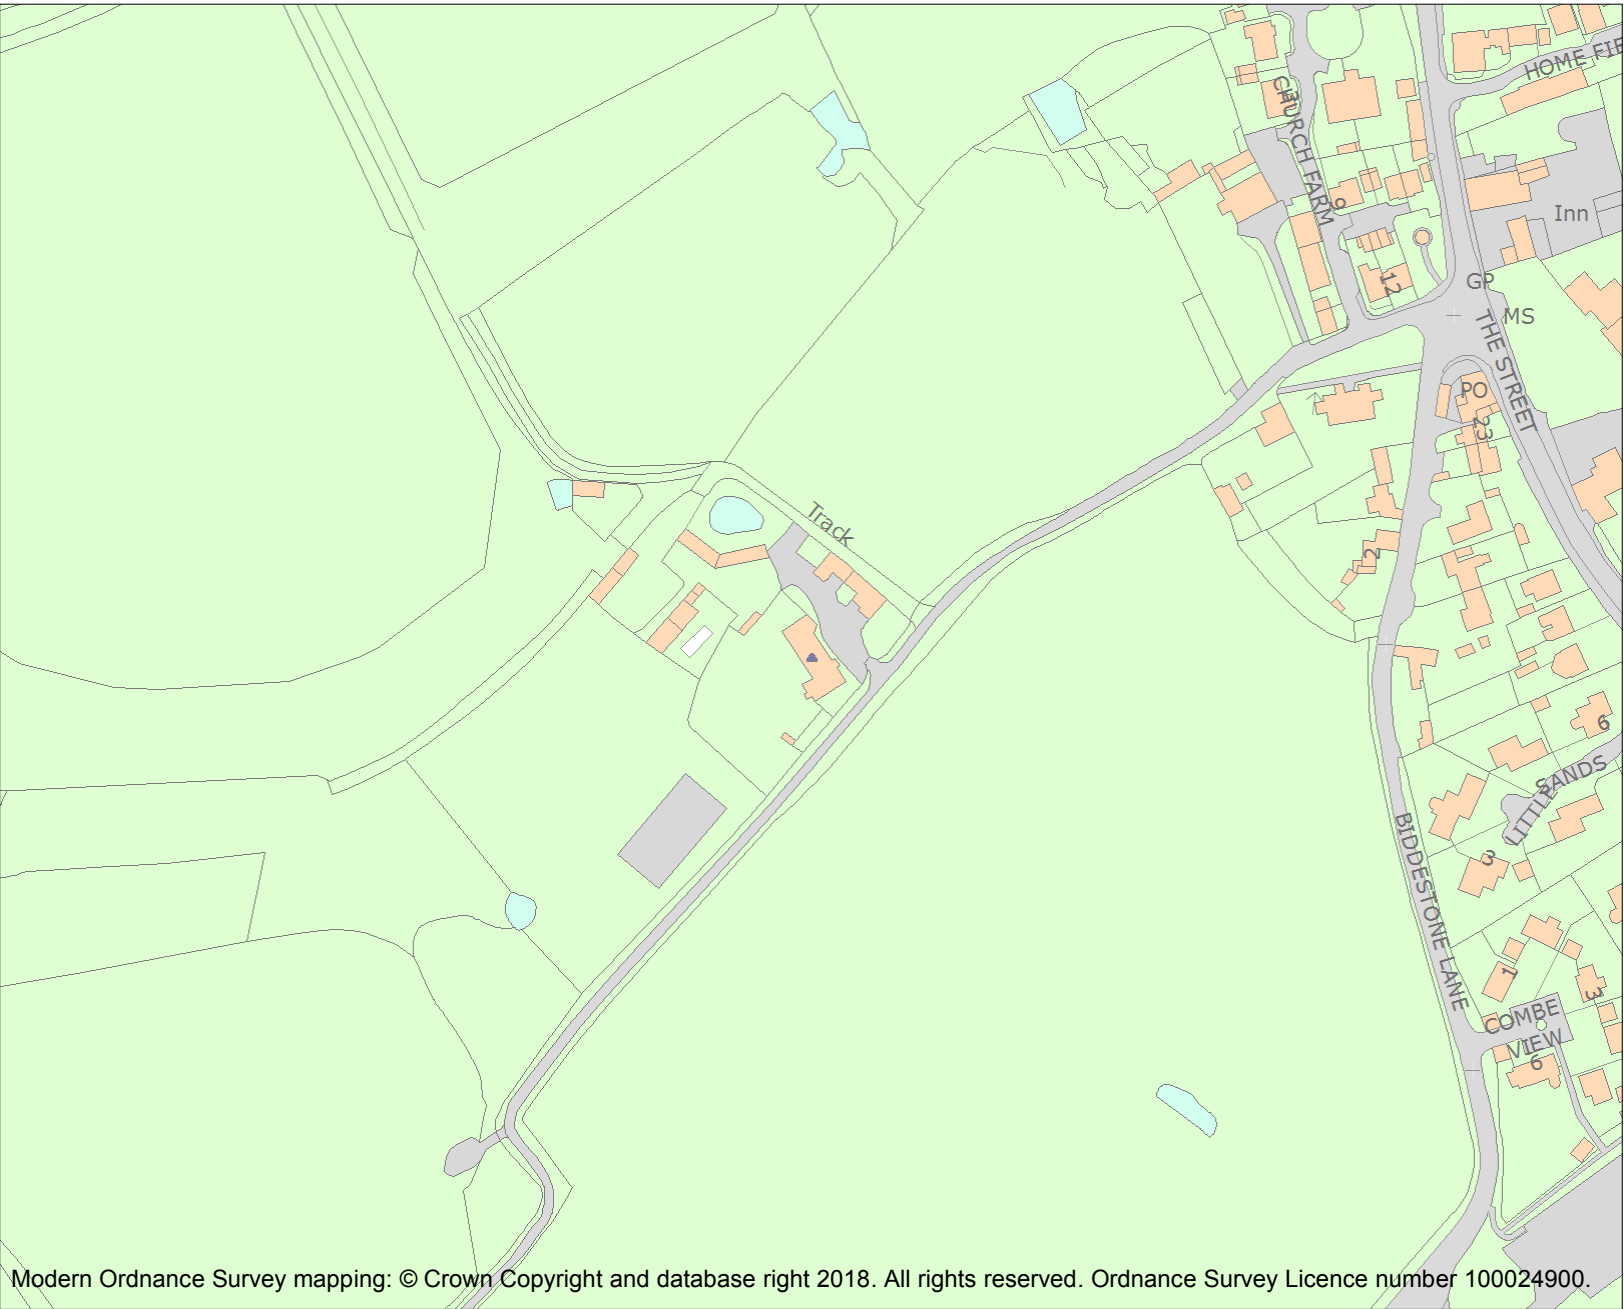 HOME FIE
CHURCH FARM
3
9
Inn
12
GP
MS
THE STREET
PO
23
Track
2
6
LITTLE SANDS
BIDDESTONE LANE
3
1
3
COMBE
VIEW
6
Modern Ordnance Survey mapping: © Crown Copyright and database right 2018. All rights reserved. Ordnance Survey Licence number 100024900.